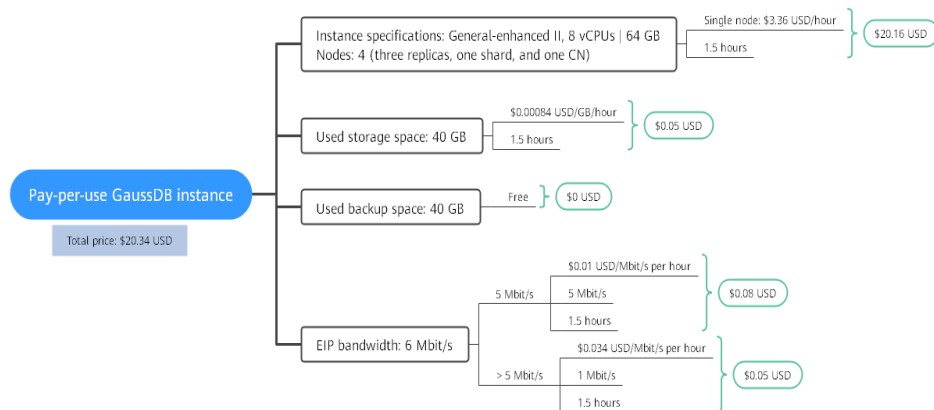 Pay-per-use GaussDB instance
Total price: $20.34 USD
Instance specifications: General-enhanced II, 8 vCPUs | 64 GB
Nodes: 4 (three replicas, one shard, and one CN)
Single node: $3.36 USD/hour
1.5 hours
$20.16 USD
Used storage space: 40 GB
$0.00084 USD/GB/hour
1.5 hours
$0.05 USD
Used backup space: 40 GB
Free
$0 USD
EIP bandwidth: 6 Mbit/s
5 Mbit/s
$0.01 USD/Mbit/s per hour
5 Mbit/s
1.5 hours
$0.08 USD
> 5 Mbit/s
$0.034 USD/Mbit/s per hour
1 Mbit/s
1.5 hours
$0.05 USD